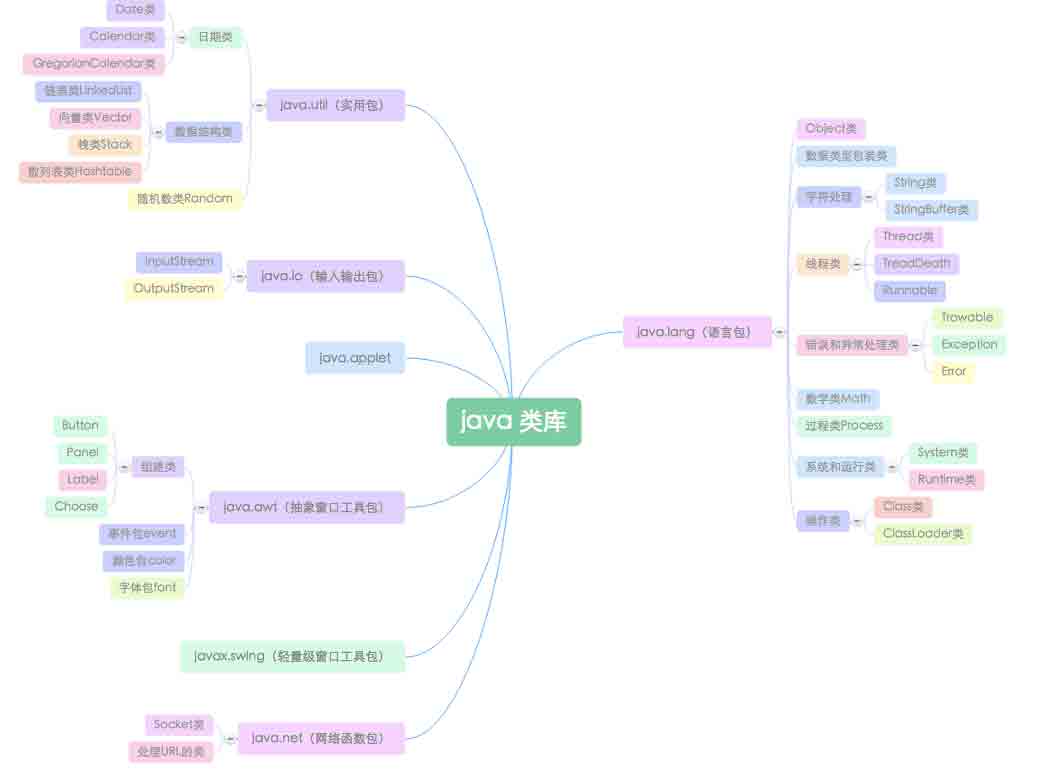 Date类
Calendar类
GregorianCalendar类
日期类
链表类LinkedList
向量类Vector
栈类Stack
散列表类Hashtable
数据结构类
随机数类Random
java.util（实用包）
InputStream
OutputStream
java.io（输入输出包）
java.applet
Button
Panel
Label
Choose
组建类
事件包event
颜色包color
字体包font
java.awt（抽象窗口工具包）
javax.swing（轻量级窗口工具包）
Socket类
处理URL的类
java.net（网络函数包）
java 类库
java.lang（语言包）
Object类
数据类型包装类
字符处理
String类
StringBuffer类
线程类
Thread类
TreadDeath
Runnable
错误和异常处理类
Trowable
Exception
Error
数学类Math
过程类Process
系统和运行类
System类
Runtime类
操作类
Class类
ClassLoader类